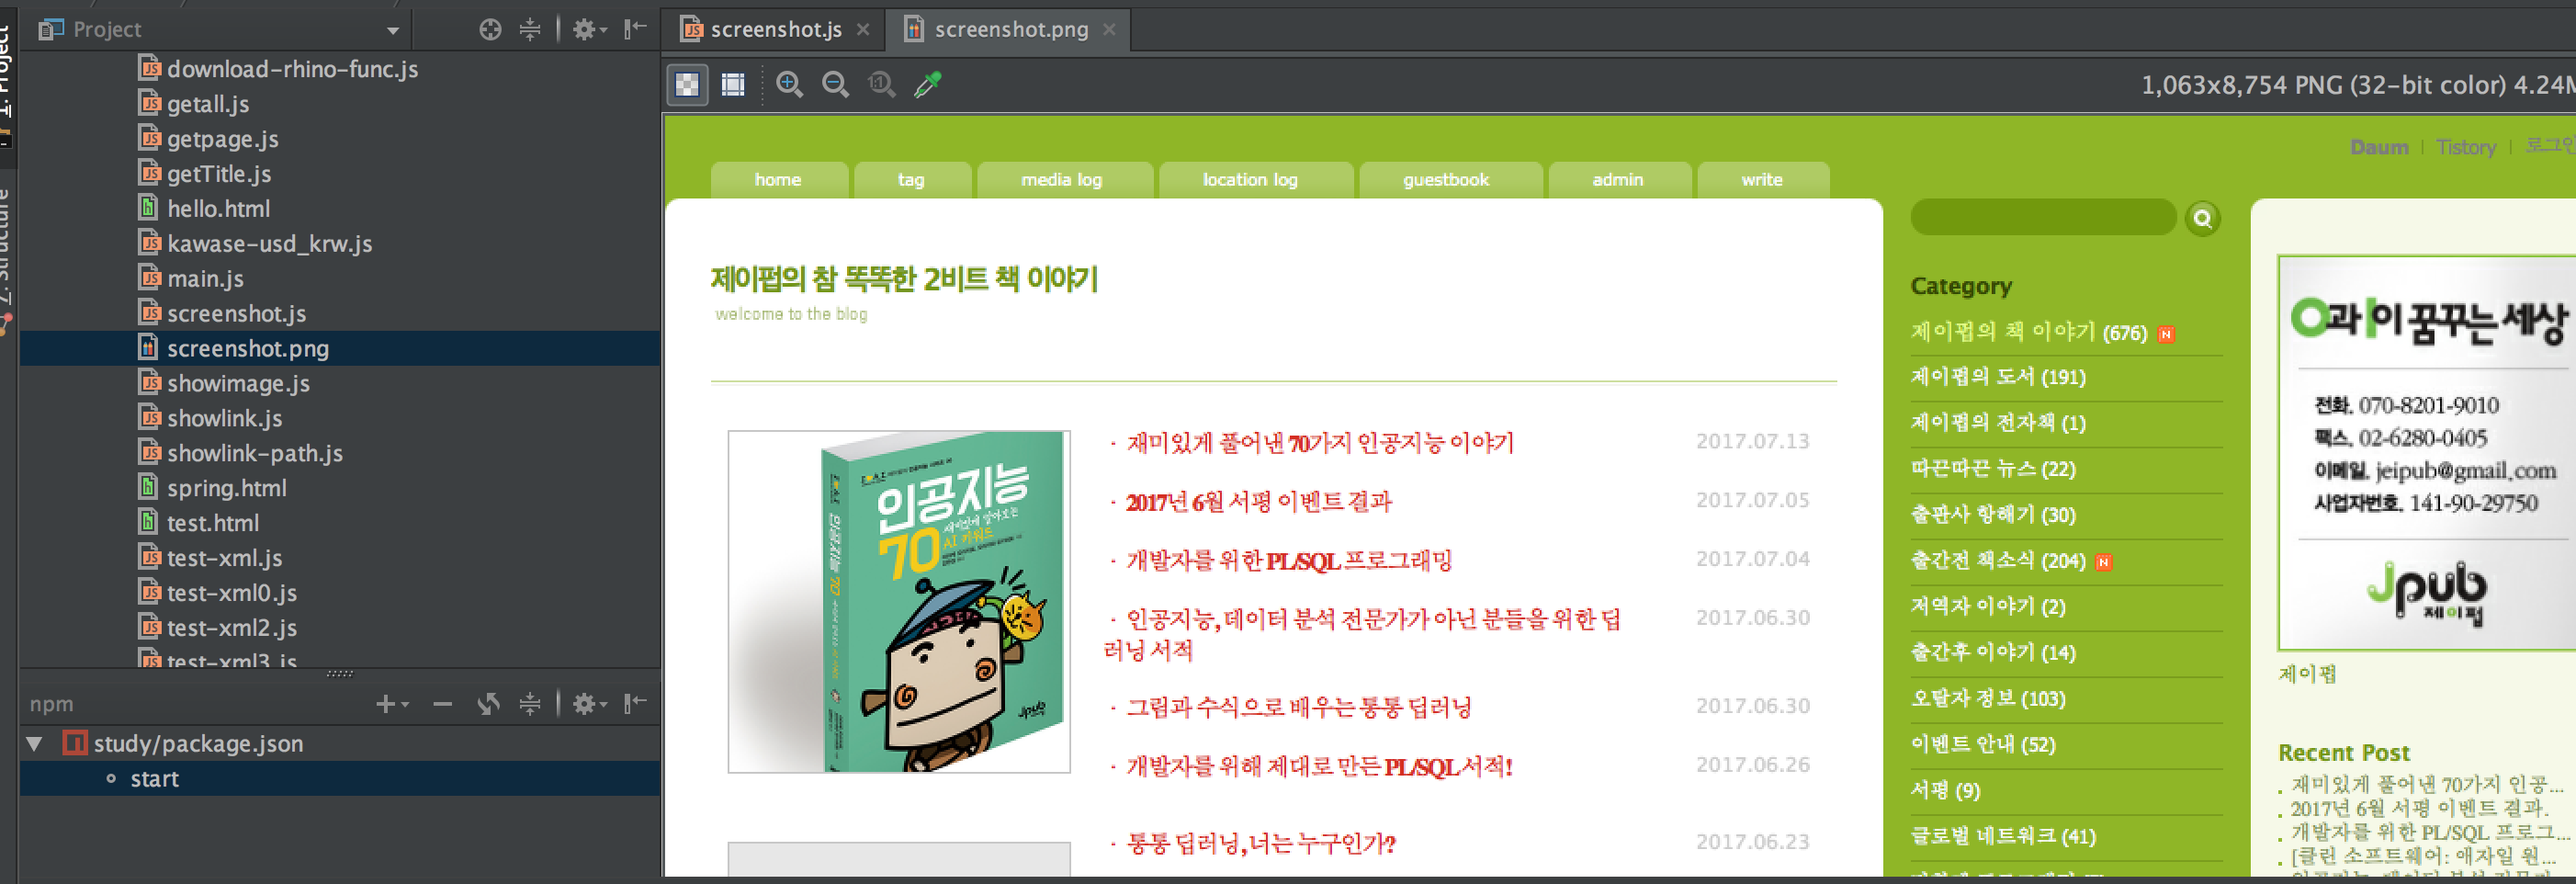 1: Project
Project
download-rhino-func.js
getall.js
getpage.js
getTitle.js
hello.html
kawase-usd_krw.js
main.js
screenshot.js
screenshot.png
showimage.js
showlink.js
showlink-path.js
spring.html
test.html
test-xml.js
test-xml0.js
test-xml2.js
test-xml3.js
7: Structure
npm
study/package.json
start
screenshot.js
screenshot.png
1:1
1,063x8,754 PNG (32-bit color) 4.24M
Daum | Tistory | 로그인
home
tag
media log
location log
guestbook
admin
write
제이펍의 참 똑똑한 2비트 책 이야기
welcome to the blog
인공지능
70
AI 키워드
인공지능 70
Jpub
· 재미있게 풀어낸 70가지 인공지능 이야기 2017.07.13
· 2017년 6월 서평 이벤트 결과 2017.07.05
· 개발자를 위한 PL/SQL 프로그래밍 2017.07.04
· 인공지능, 데이터 분석 전문가가 아닌 분들을 위한 딥 2017.06.30
러닝 서적
· 그림과 수식으로 배우는 통통 딥러닝 2017.06.30
· 개발자를 위해 제대로 만든 PL/SQL 서적! 2017.06.26
· 통통 딥러닝, 너는 누구인가? 2017.06.23
Category
제이펍의 책 이야기 (676) N
제이펍의 도서 (191)
제이펍의 전자책 (1)
따끈따끈 뉴스 (22)
출판사 항해기 (30)
출간전 책소식 (204) N
저역자 이야기 (2)
출간후 이야기 (14)
오탈자 정보 (103)
이벤트 안내 (52)
서평 (9)
글로벌 네트워크 (41)
O과 I이 꿈꾸는 세상
전화. 070-8201-9010
팩스. 02-6280-0405
이메일. jeipub@gmail.com
사업자번호. 141-90-29750
Jpub
제이펍
제이펍
Recent Post
재미있게 풀어낸 70가지 인공...
2017년 6월 서평 이벤트 결과.
개발자를 위한 PL/SQL 프로그...
[클린 소프트웨어: 애자일 원...